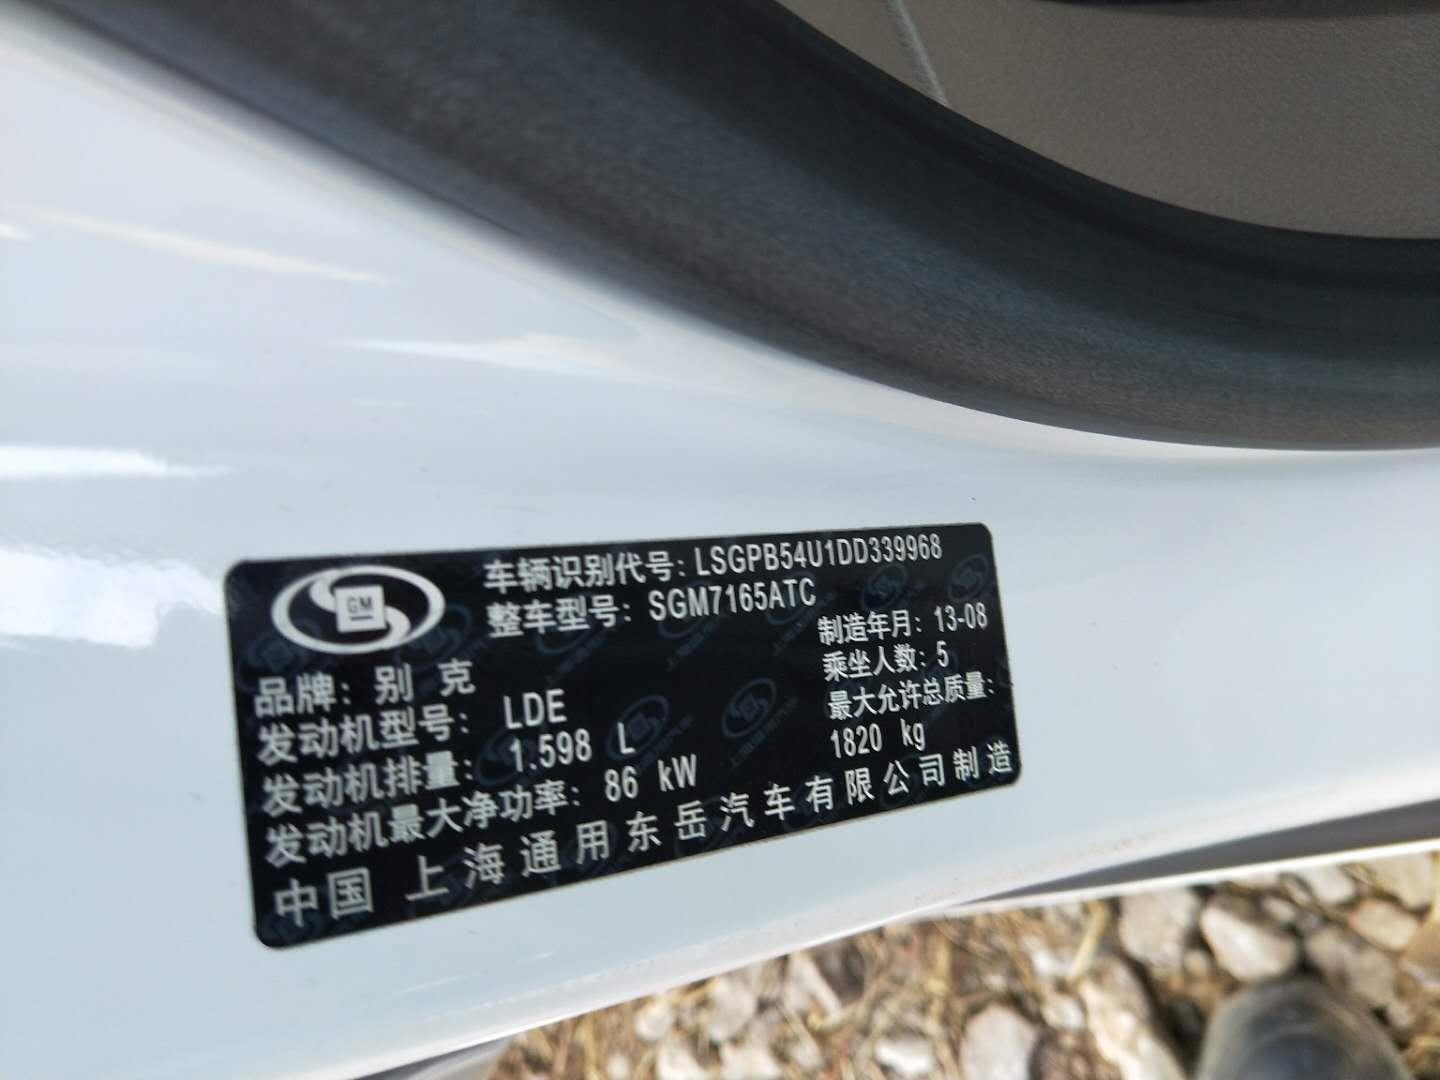 GM
车辆识别代号: LSGPB54U1DD339968
整车型号: SGM7165ATC
制造年月: 13-08
品牌: 别 克
乘坐人数: 5
发动机型号: LDE
最大允许总质量:
发动机排量: 1.598 L
1820 kg
发动机最大净功率: 86 kW
中国 上海通用东岳汽车有限公司制造